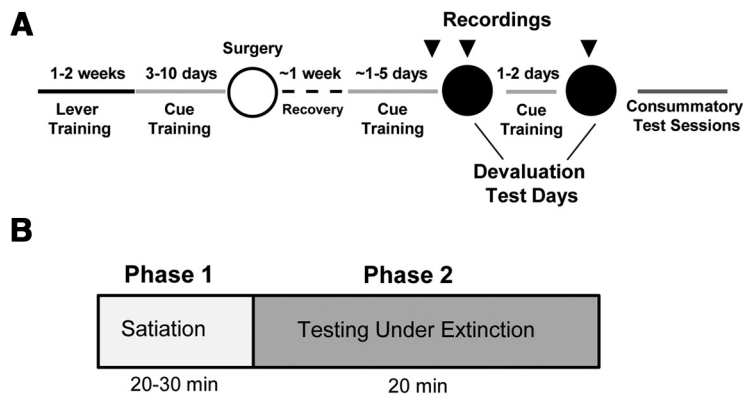 A
Recordings
Surgery
1-2 weeks
3-10 days
~1 week
~1-5 days
1-2 days
Lever
Training
Cue
Training
Recovery
Cue
Training
Cue
Training
Consummatory
Test Sessions
Devaluation
Test Days
B
Phase 1
Phase 2
Satiation
Testing Under Extinction
20-30 min
20 min